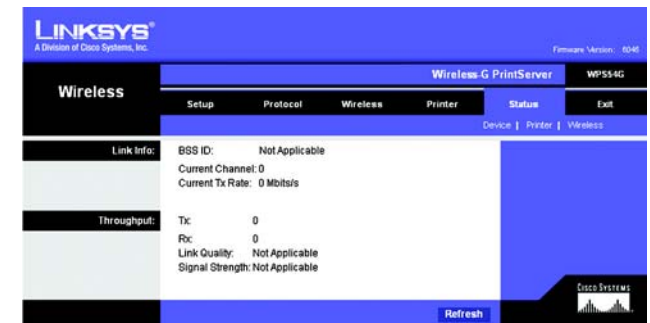 LINKSYS®
A Division of Cisco Systems, Inc.
Firmware Version: 6046
Wireless-G PrintServer WPS54G
Wireless
Setup Protocol Wireless Printer Status Exit
Device | Printer | Wireless
Link Info:
BSS ID: Not Applicable
Current Channel: 0
Current Tx Rate: 0 Mbits/s
Throughput:
Tx: 0
Rx: 0
Link Quality: Not Applicable
Signal Strength: Not Applicable
CISCO SYSTEMS
Refresh